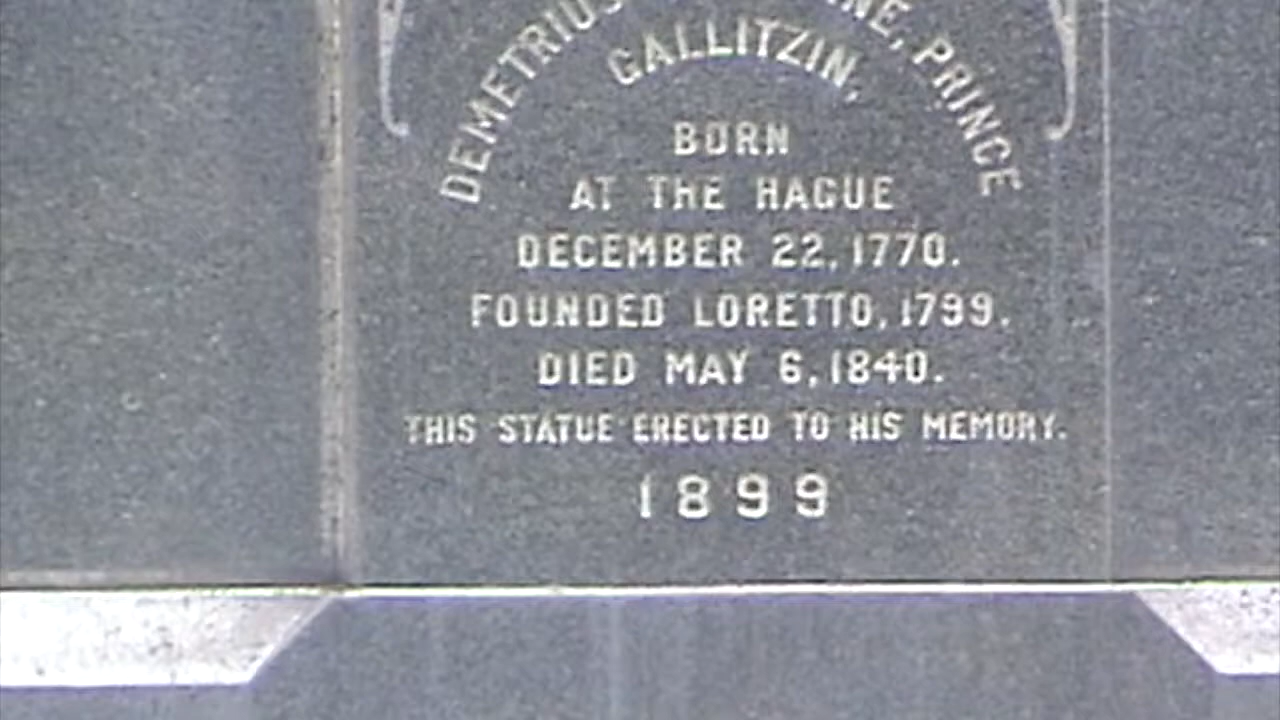 DEMETRIUS PRINCE
GALLITZIN,
BORN
AT THE HAGUE
DECEMBER 22, 1770.
FOUNDED LORETTO, 1799.
DIED MAY 6, 1840.
THIS STATUE ERECTED TO HIS MEMORY.
1899